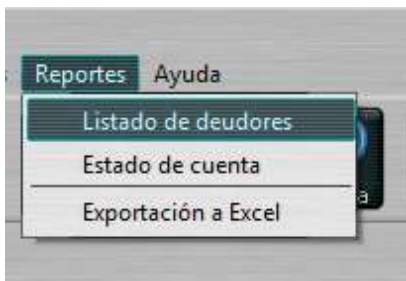 Reportes Ayuda
Listado de deudores
Estado de cuenta
Exportación a Excel